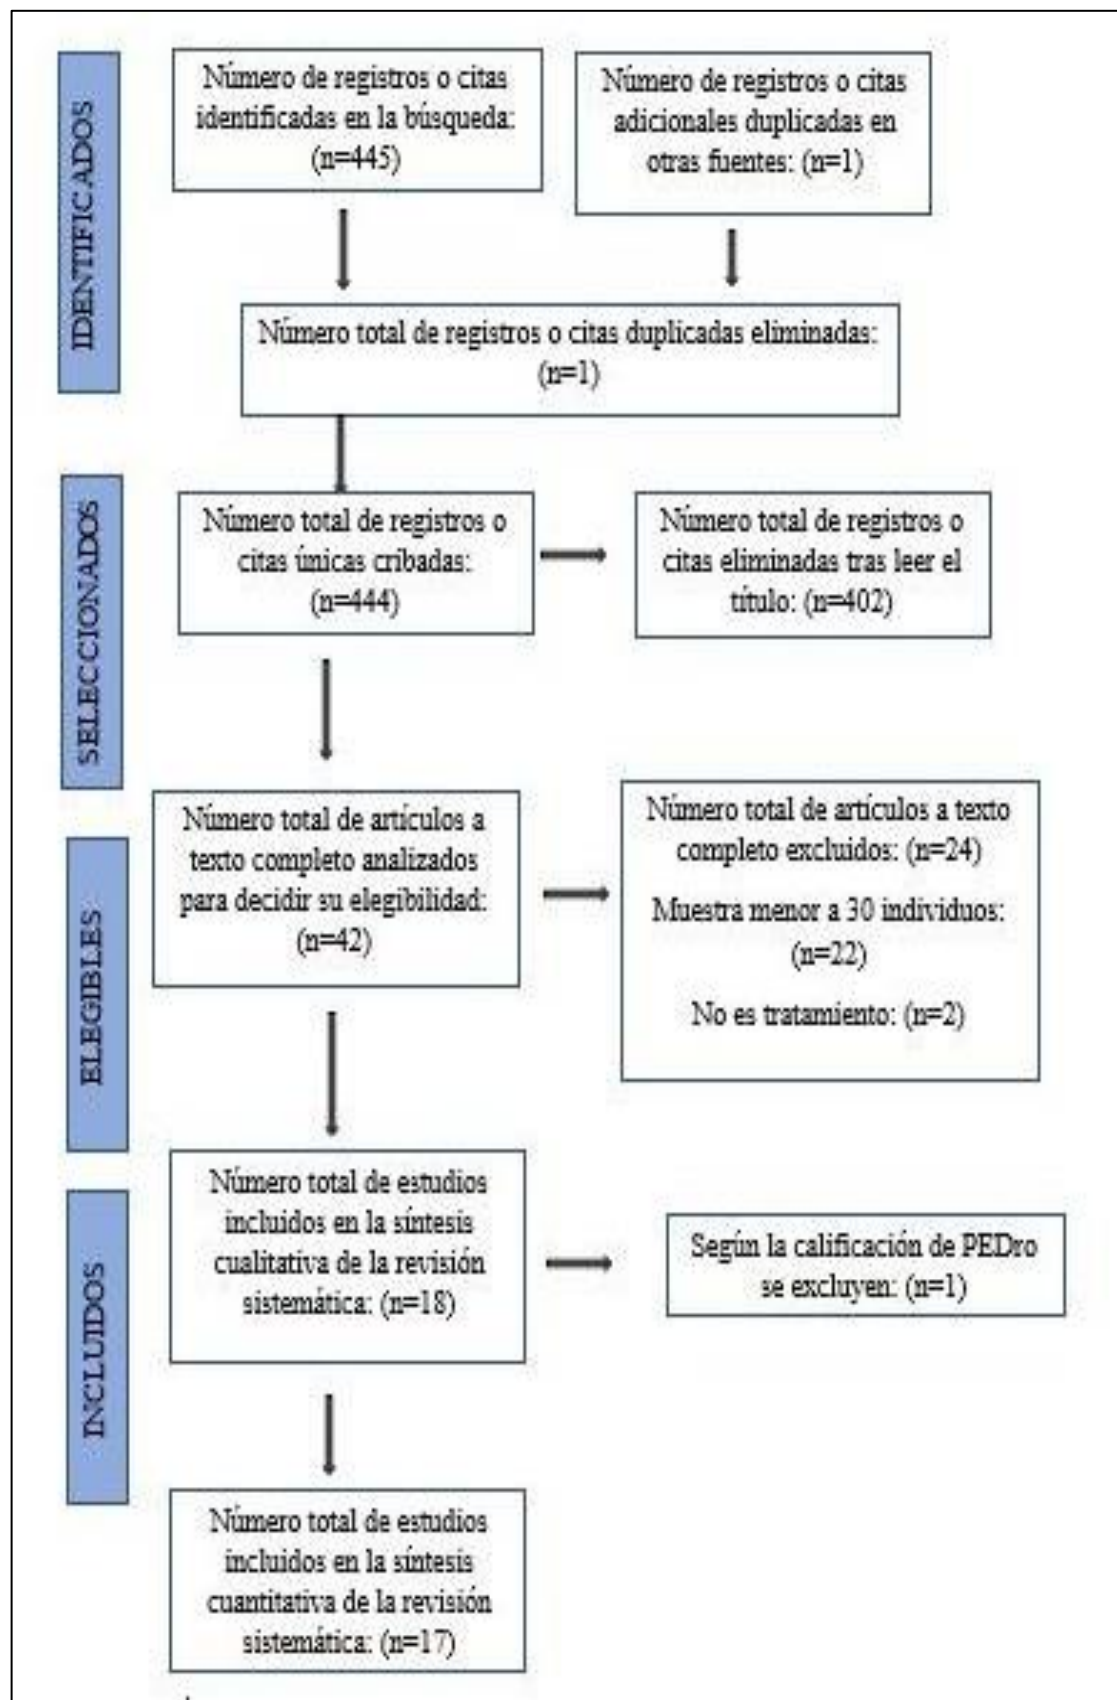 IDENTIFICADOS
Número de registros o citas
identificadas en la búsqueda:
(n=445)
Número de registros o citas
adicionales duplicadas en
otras fuentes: (n=1)
Número total de registros o citas duplicadas eliminadas:
(n=1)
SELECCIONADOS
Número total de registros o
citas únicas cribadas:
(n=444)
Número total de registros o
citas eliminadas tras leer el
título: (n=402)
ELEGIBLES
Número total de artículos a
texto completo analizados
para decidir su elegibilidad:
(n=42)
Número total de artículos a texto
completo excluidos: (n=24)
Muestra menor a 30 individuos:
(n=22)
No es tratamiento: (n=2)
INCLUIDOS
Número total de estudios
incluidos en la síntesis
cualitativa de la revisión
sistemática: (n=18)
Según la calificación de PEDro
se excluyen: (n=1)
Número total de estudios
incluidos en la síntesis
cuantitativa de la revisión
sistemática: (n=17)